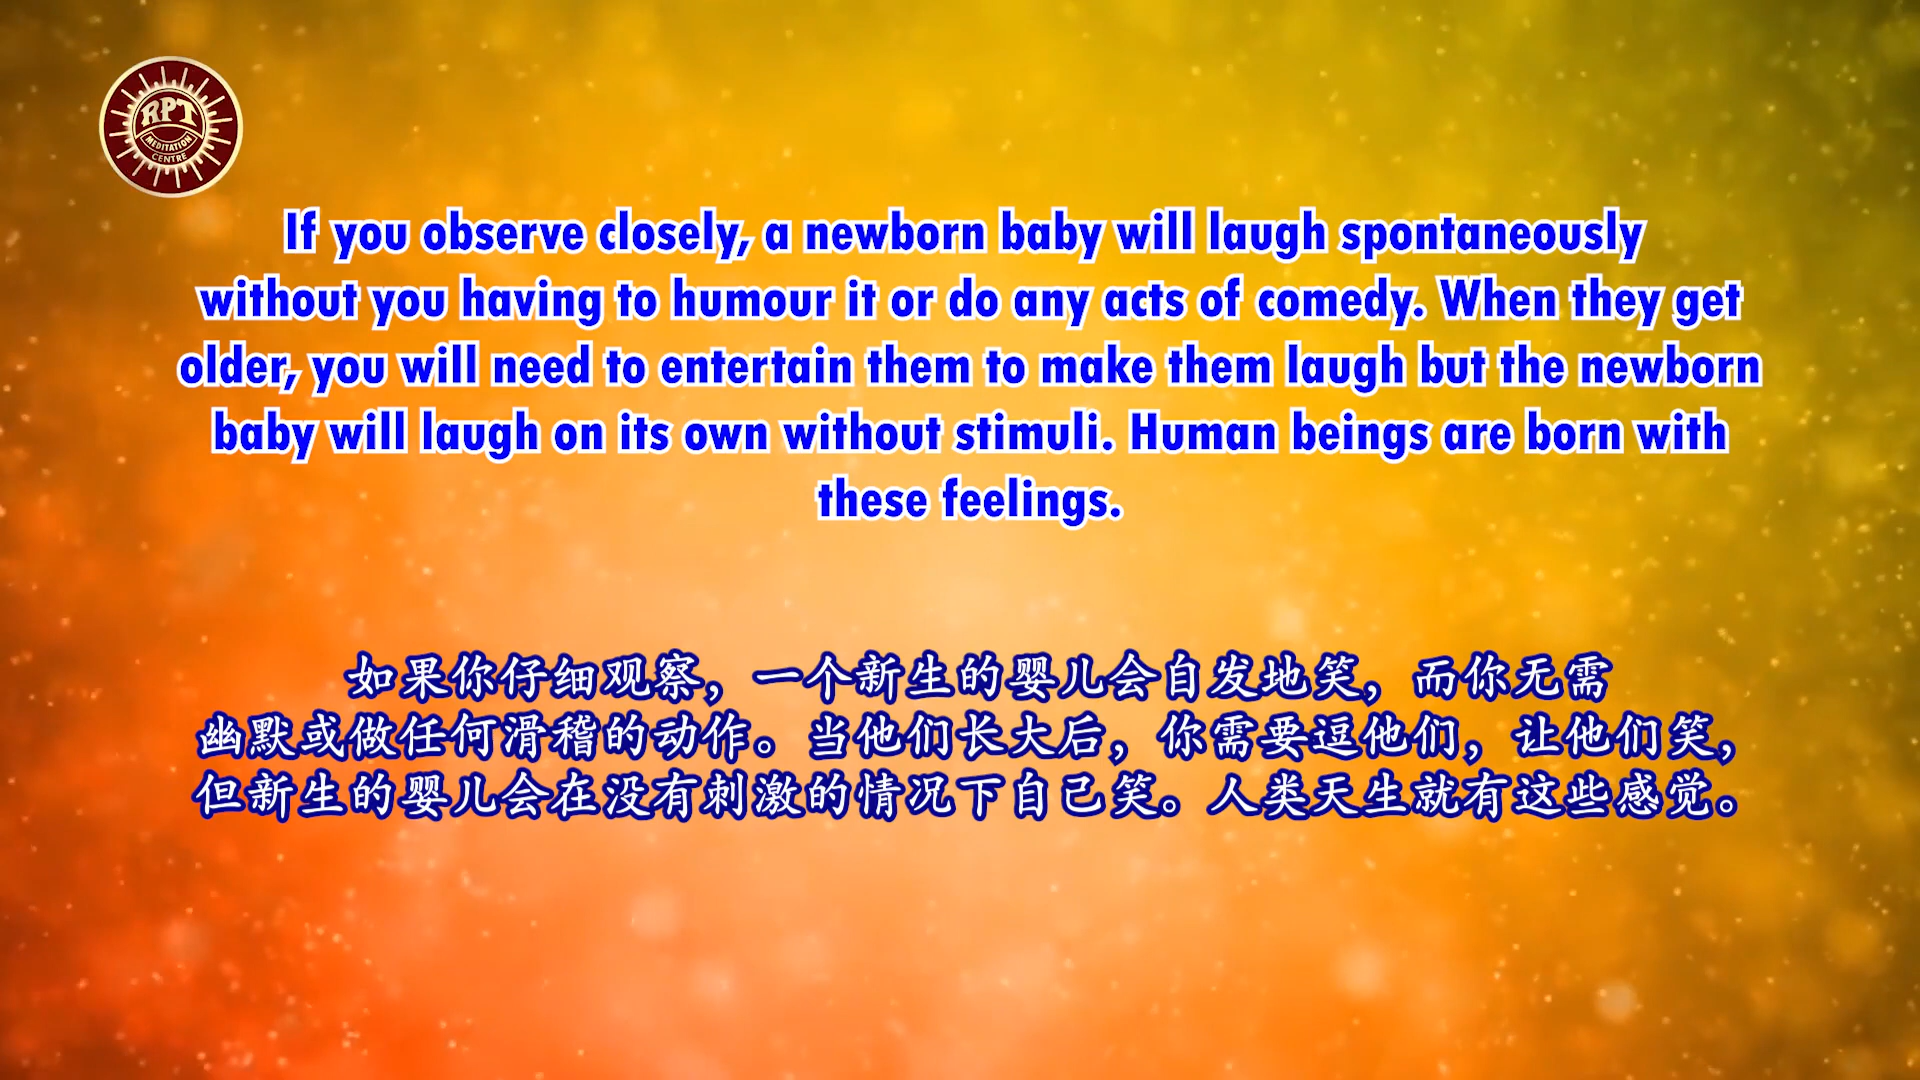 RPT
MEDITATION
CENTRE
If you observe closely, a newborn baby will laugh spontaneously
without you having to humour it or do any acts of comedy. When they get
older, you will need to entertain them to make them laugh but the newborn
baby will laugh on its own without stimuli. Human beings are born with
these feelings.
如果你仔细观察，一个新生的婴儿会自发地笑，而你无需
幽默或做任何滑稽的动作。当他们长大后，你需要逗他们，让他们笑，
但新生的婴儿会在没有刺激的情况下自己笑。人类天生就有这些感觉。